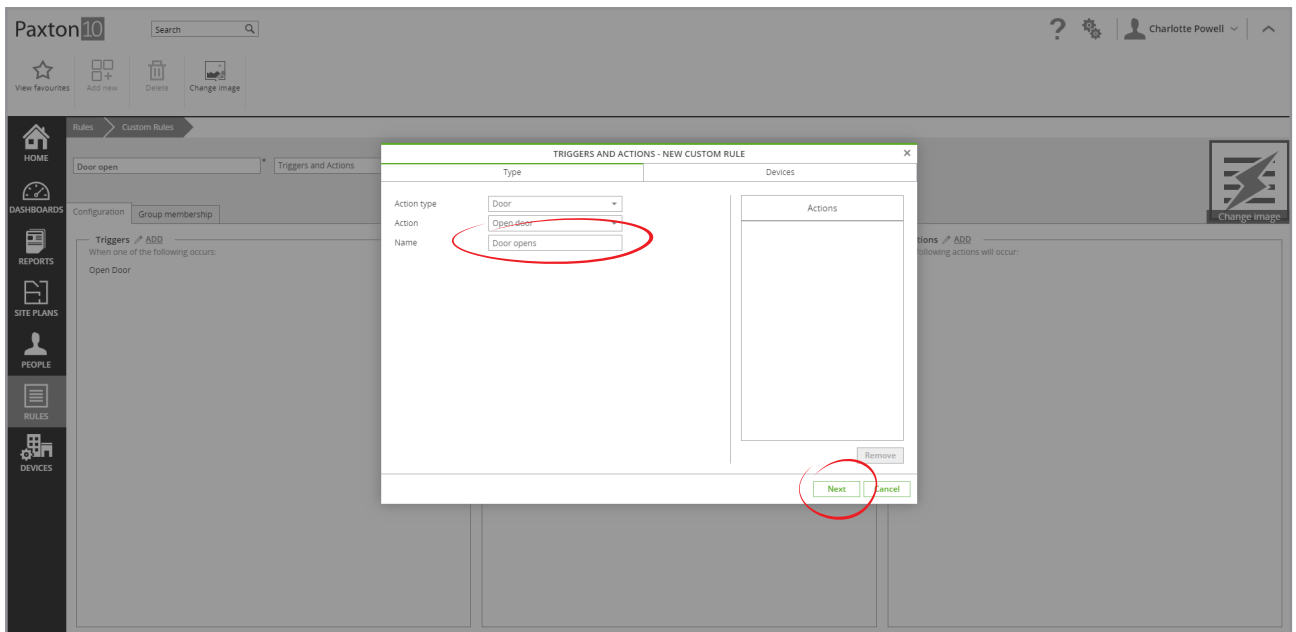 Paxton10
Search
Charlotte Powell
View favourites
Add new
Delete
Change image
Rules
Custom Rules
HOME
DASHBOARDS
REPORTS
SITE PLANS
PEOPLE
RULES
DEVICES
Door open
*
Triggers and Actions
Change image
Configuration
Group membership
Triggers ADD
When one of the following occurs:
Open Door
tions ADD
following actions will occur:
TRIGGERS AND ACTIONS - NEW CUSTOM RULE
Type
Devices
Action type
Door
Action
Open door
Name
Door opens
Actions
Remove
Next
Cancel